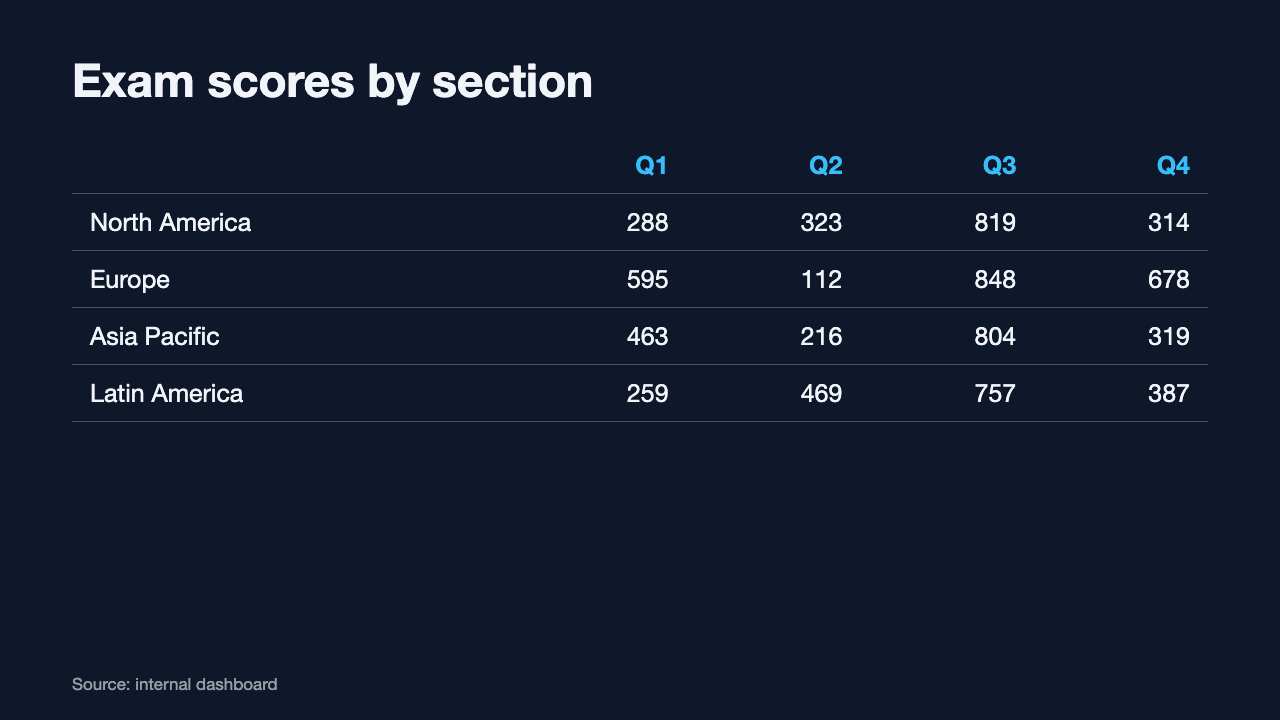 Exam scores by section
Q1 Q2 Q3 Q4
North America 288 323 819 314
Europe 595 112 848 678
Asia Pacific 463 216 804 319
Latin America 259 469 757 387
Source: internal dashboard